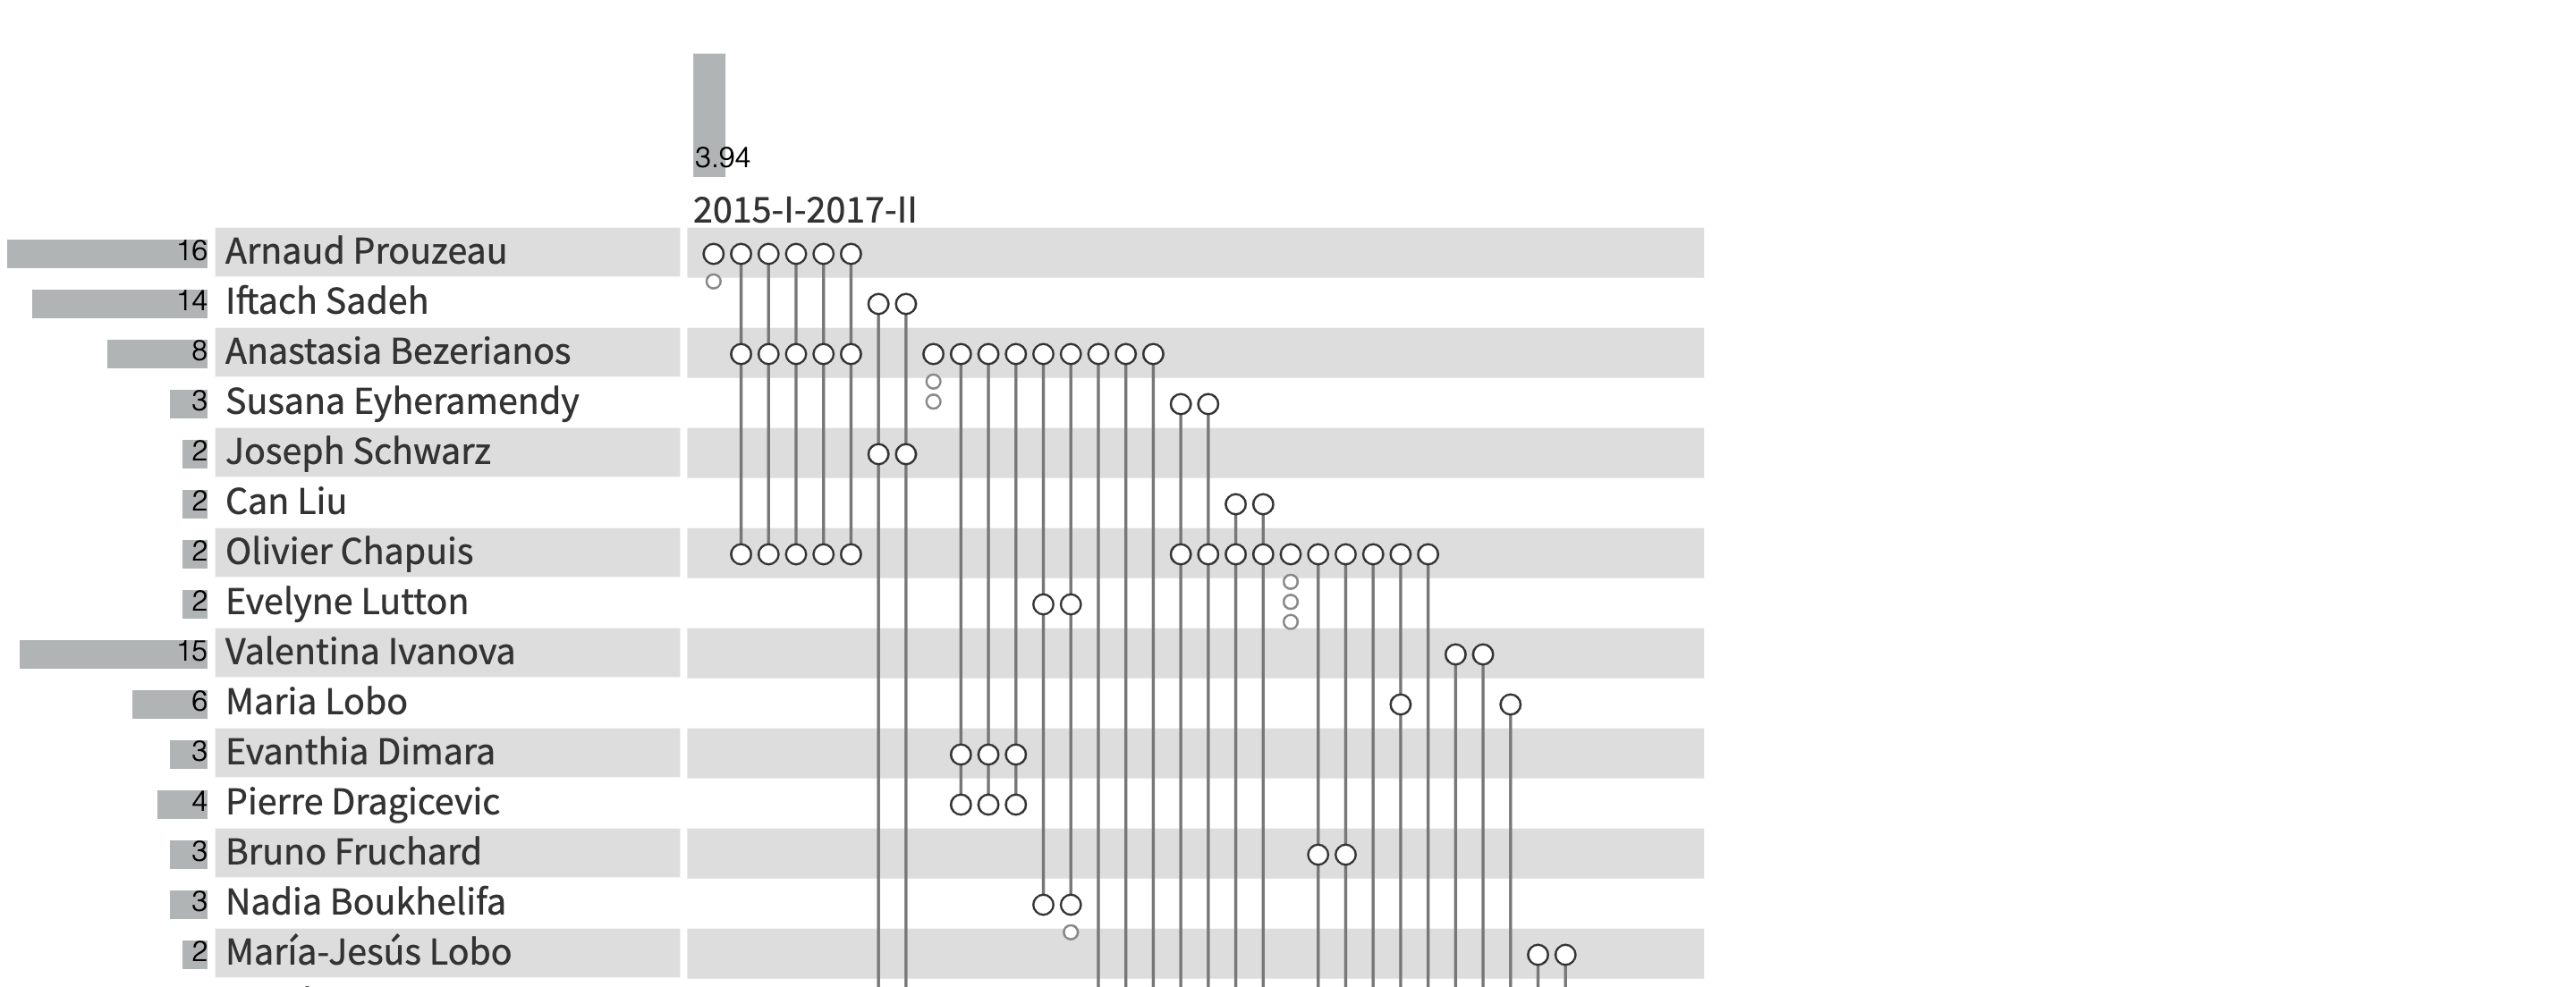 3.94
2015-I-2017-II
16 Arnaud Prouzeau
14 Iftach Sadeh
8 Anastasia Bezerianos
3 Susana Eyheramendy
2 Joseph Schwarz
2 Can Liu
2 Olivier Chapuis
2 Evelyne Lutton
15 Valentina Ivanova
6 Maria Lobo
3 Evanthia Dimara
4 Pierre Dragicevic
3 Bruno Fruchard
3 Nadia Boukhelifa
2 María-Jesús Lobo